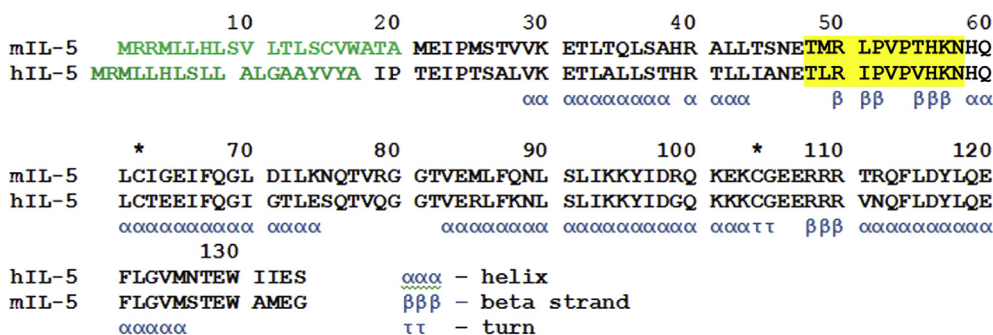 10 20 30 40 50 60
mIL-5 MRRMLLHLSV LTLSCVWATA MEIPMSTVVK ETLTQLSAHR ALLTSNETMR LPVPTHKNHQ
hIL-5 MRMLLHLSLL ALGAAYVYA IP TEIPTSALVK ETLALLSTHR TLLIANETLR IPVPVHKNHQ
αα αααααααα α ααα β ββ βββ αα
* 70 80 90 100 * 110 120
mIL-5 LCIGEIFQGL DILKNQTVRG GTVEMLFQNL SLIKKYIDRQ KEKCGEERRR TRQFLDYLQE
hIL-5 LCTEEIFQGI GTLESQTVQG GTVERLFKNL SLIKKYIDGQ KKKCGEERRR VNQFLDYLQE
αααααααααα αααα αααααααα αααααααααα αααττ βββ αααααααααα
130
hIL-5 FLGVMNTEW IIES ααα – helix
mIL-5 FLGVMSTEW AMEG βββ – beta strand
ααααα ττ – turn